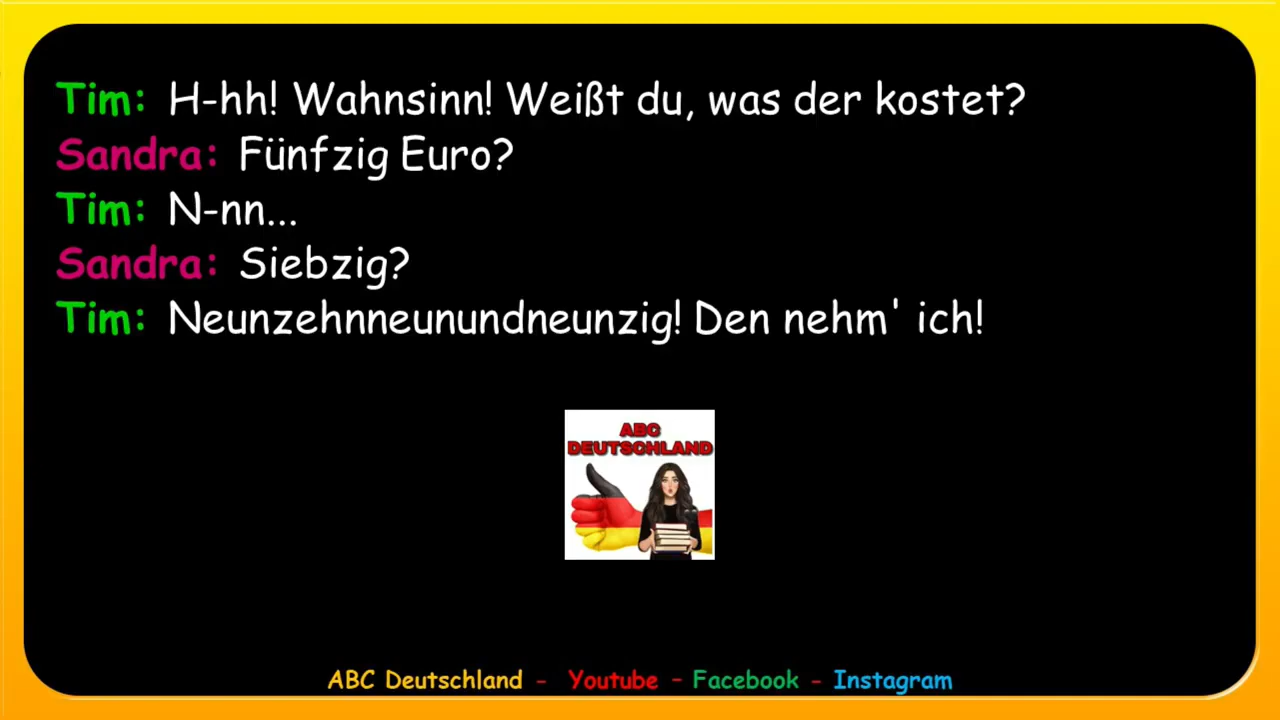 Tim: H-hh! Wahnsinn! Weißt du, was der kostet?
Sandra: Fünfzig Euro?
Tim: N-nn...
Sandra: Siebzig?
Tim: Neunzehnneunundneunzig! Den nehm' ich!
ABC
DEUTSCHLAND
ABC Deutschland - Youtube - Facebook - Instagram